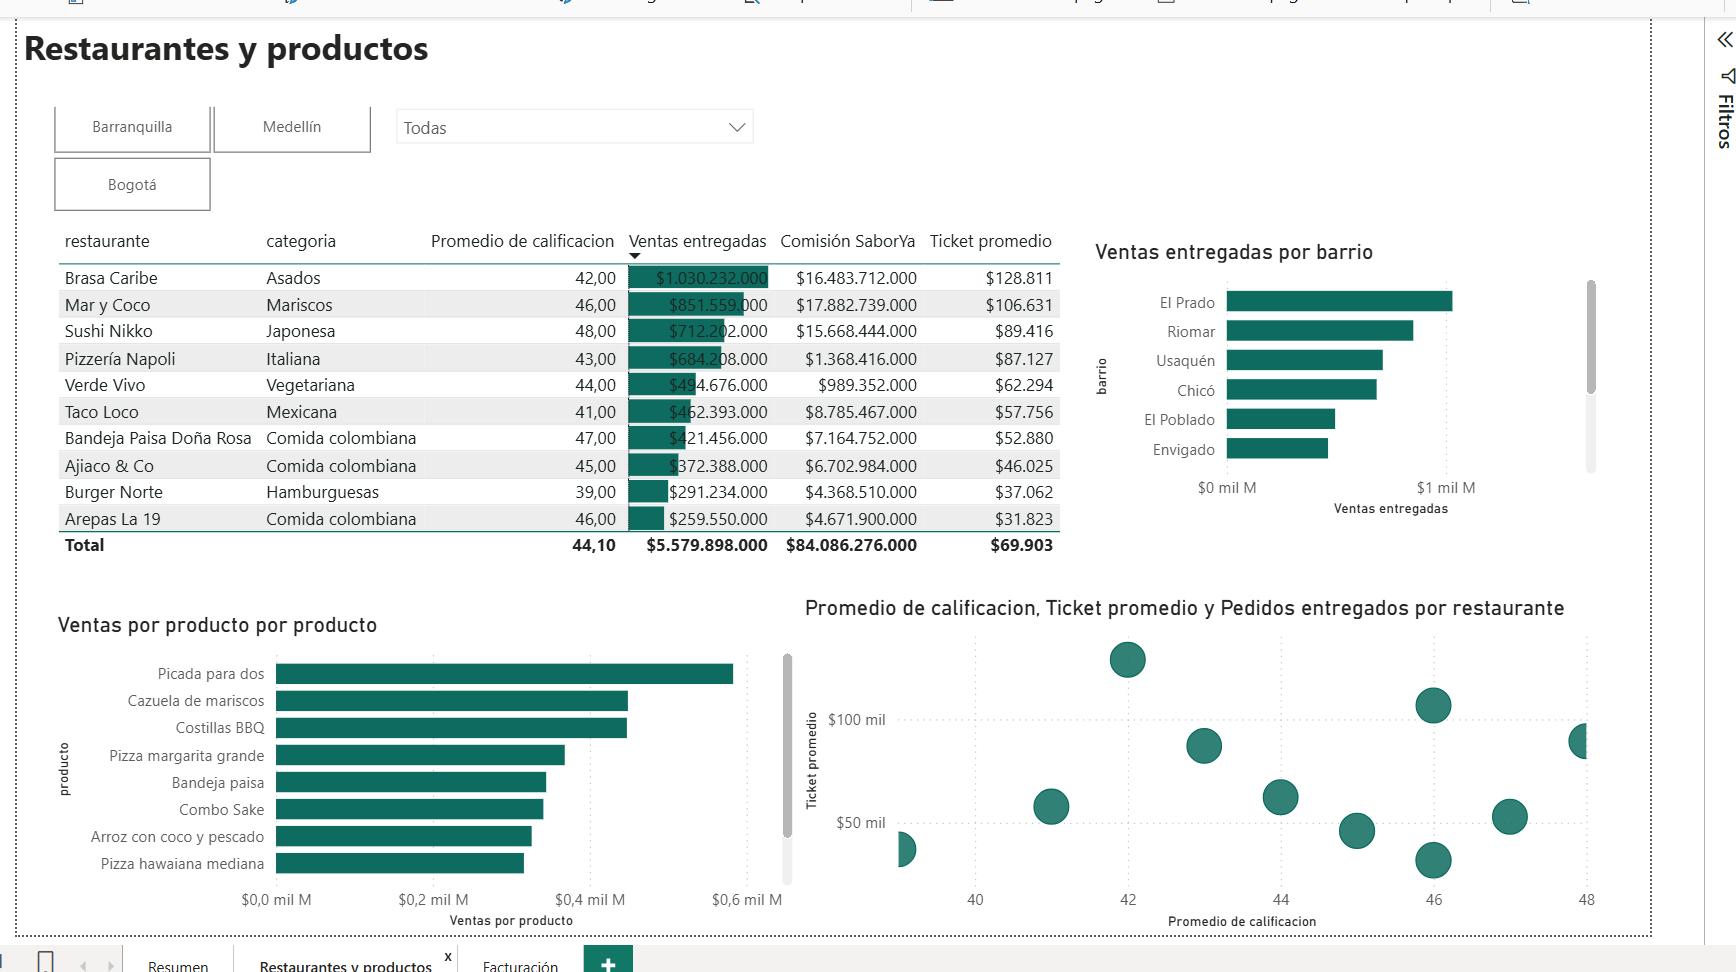 Restaurantes y productos
Barranquilla
Medellín
Todas
Bogotá
restaurante categoria Promedio de calificacion Ventas entregadas Comisión SaborYa Ticket promedio
Brasa Caribe Asados 42,00 $1.030.232.000 $16.483.712.000 $128.811
Mar y Coco Mariscos 46,00 $851.559.000 $17.882.739.000 $106.631
Sushi Nikko Japonesa 48,00 $712.202.000 $15.668.444.000 $89.416
Pizzería Napoli Italiana 43,00 $684.208.000 $1.368.416.000 $87.127
Verde Vivo Vegetariana 44,00 $494.676.000 $989.352.000 $62.294
Taco Loco Mexicana 41,00 $462.393.000 $8.785.467.000 $57.756
Bandeja Paisa Doña Rosa Comida colombiana 47,00 $421.456.000 $7.164.752.000 $52.880
Ajiaco & Co Comida colombiana 45,00 $372.388.000 $6.702.984.000 $46.025
Burger Norte Hamburguesas 39,00 $291.234.000 $4.368.510.000 $37.062
Arepas La 19 Comida colombiana 46,00 $259.550.000 $4.671.900.000 $31.823
Total 44,10 $5.579.898.000 $84.086.276.000 $69.903
Ventas entregadas por barrio
barrio
El Prado
Riomar
Usaquén
Chicó
El Poblado
Envigado
$0 mil M $1 mil M
Ventas entregadas
Ventas por producto por producto
producto
Picada para dos
Cazuela de mariscos
Costillas BBQ
Pizza margarita grande
Bandeja paisa
Combo Sake
Arroz con coco y pescado
Pizza hawaiana mediana
$0,0 mil M $0,2 mil M $0,4 mil M $0,6 mil M
Ventas por producto
Promedio de calificacion, Ticket promedio y Pedidos entregados por restaurante
Ticket promedio
$100 mil
$50 mil
40 42 44 46 48
Promedio de calificacion
Filtros
Resumen
Restaurantes y productos x
Facturación
+